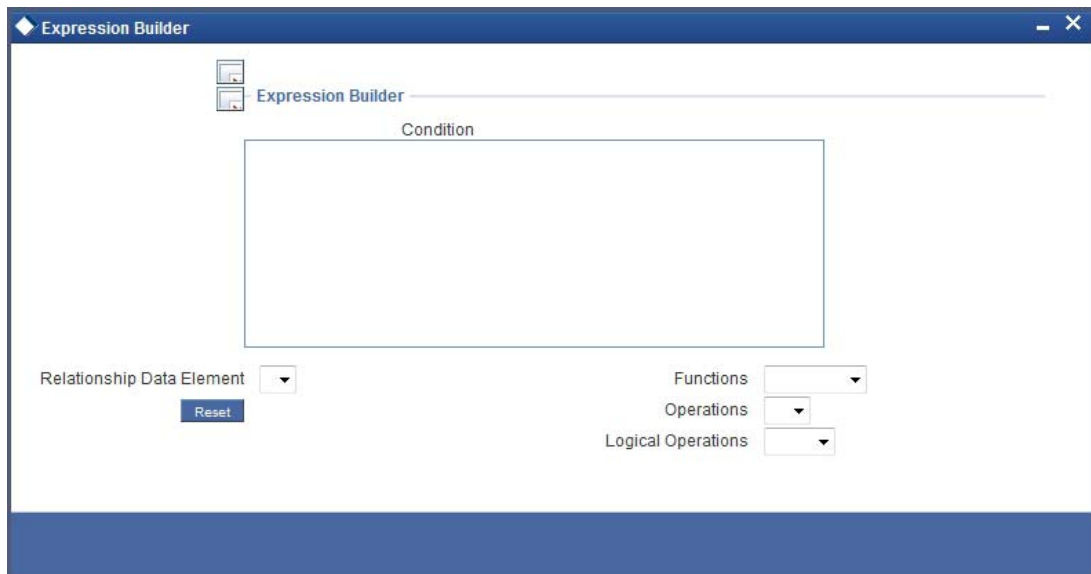 Expression Builder
Expression Builder
Condition
Relationship Data Element
Functions
Reset
Operations
Logical Operations